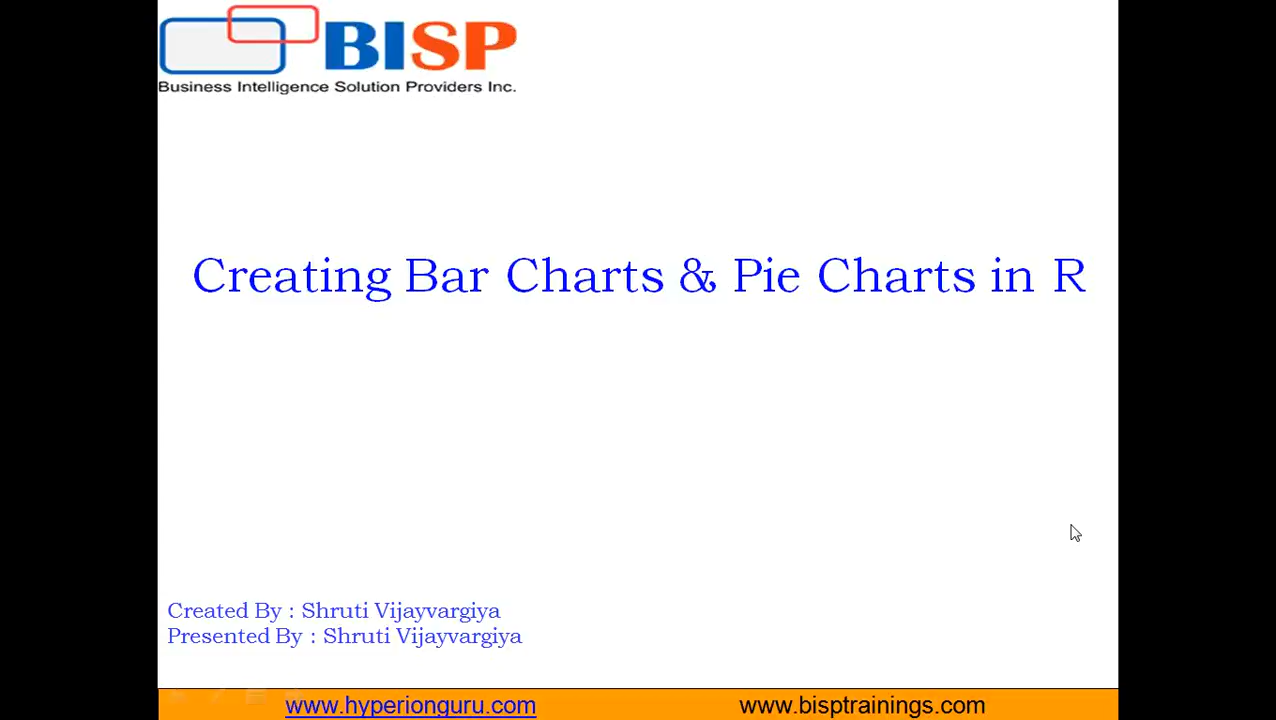 BISP
Business Intelligence Solution Providers Inc.
Creating Bar Charts & Pie Charts in R
Created By : Shruti Vijayvargiya
Presented By : Shruti Vijayvargiya
www.hyperionguru.com
www.bisptrainings.com